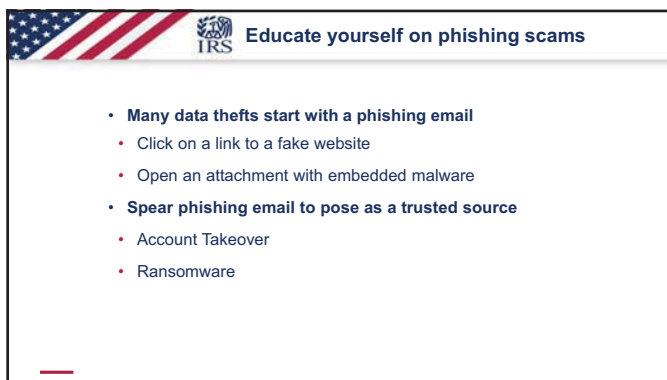 IRS
Educate yourself on phishing scams
• Many data thefts start with a phishing email
• Click on a link to a fake website
• Open an attachment with embedded malware
• Spear phishing email to pose as a trusted source
• Account Takeover
• Ransomware